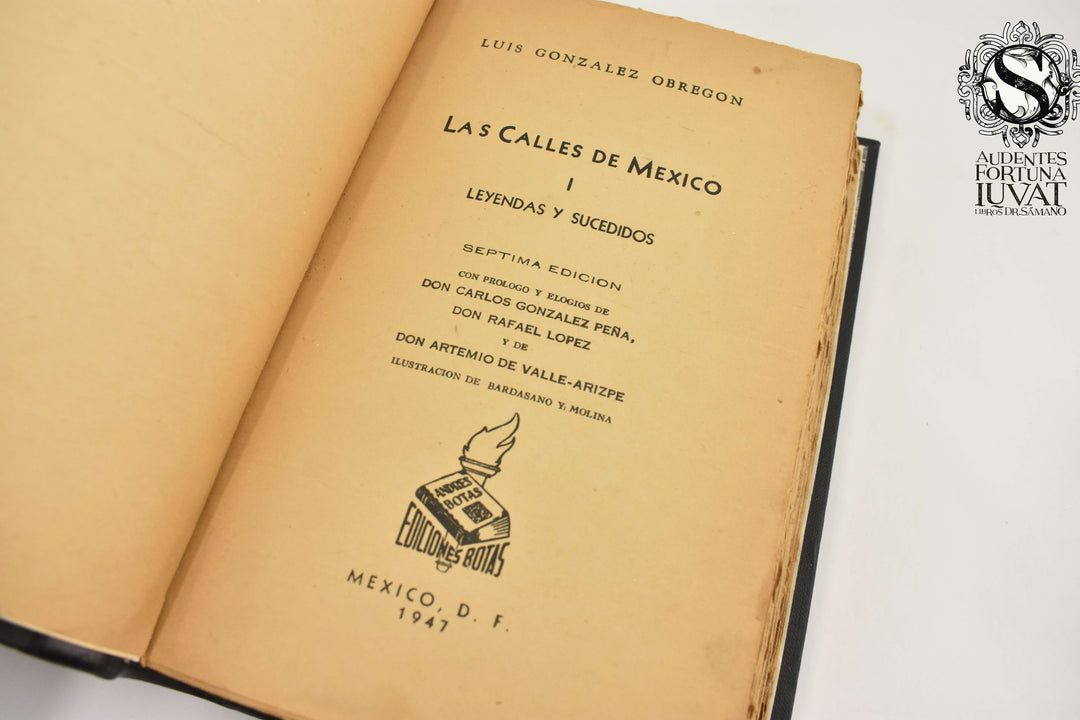 LUIS GONZALEZ OBREGON
LAS CALLES DE MEXICO
I
LEYENDAS Y SUCEDIDOS
SEPTIMA EDICION
CON PROLOGO Y ELOGIOS DE
DON CARLOS GONZALEZ PEÑA,
DON RAFAEL LOPEZ
Y DE
DON ARTEMIO DE VALLE-ARIZPE
ILUSTRACION DE BARDASANO Y MOLINA
ANDRES
BOTAS
EDICIONES BOTAS
MEXICO, D. F.
1947
S
AUDENTES
FORTUNA
IUVAT
LIBROS DR. SÁMANO